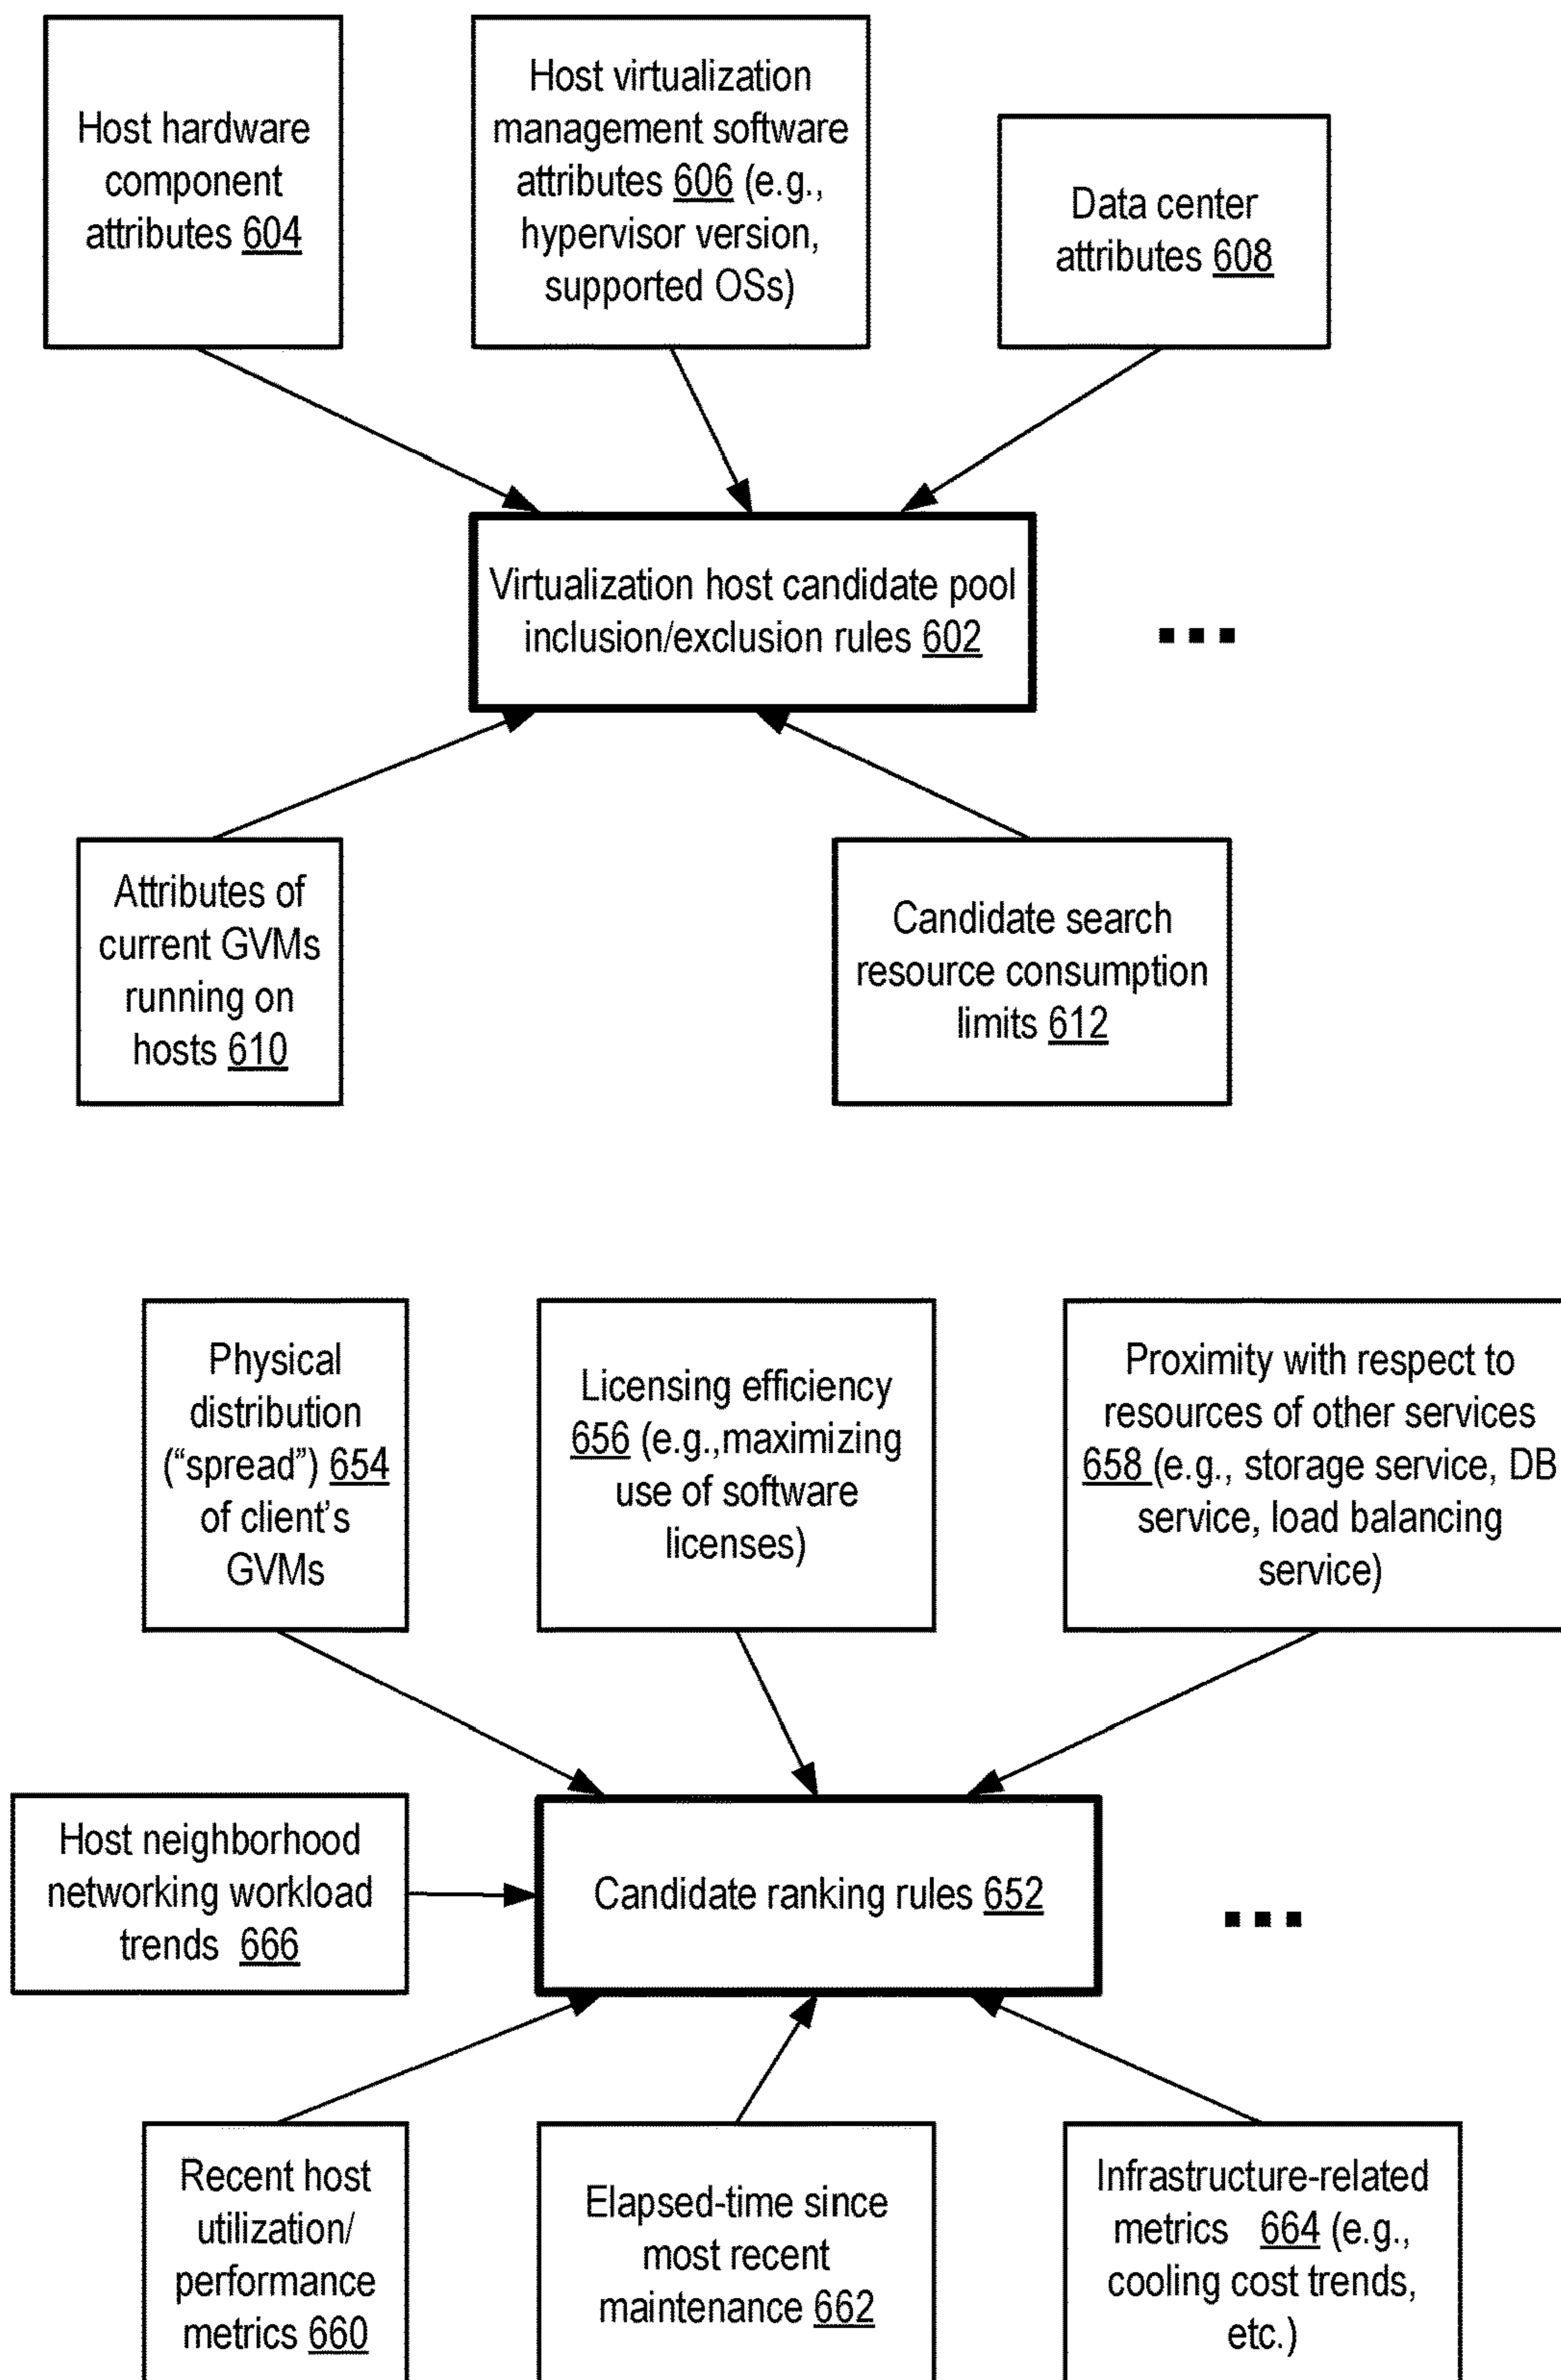 Host hardware
component
attributes 604
Host virtualization
management software
attributes 606 (e.g.,
hypervisor version,
supported OSs)
Data center
attributes 608
Virtualization host candidate pool
inclusion/exclusion rules 602
Attributes of
current GVMs
running on
hosts 610
Candidate search
resource consumption
limits 612
Physical
distribution
(“spread”) 654
of client’s
GVMs
Licensing efficiency
656 (e.g.,maximizing
use of software
licenses)
Proximity with respect to
resources of other services
658 (e.g., storage service, DB
service, load balancing
service)
Host neighborhood
networking workload
trends 666
Candidate ranking rules 652
Recent host
utilization/
performance
metrics 660
Elapsed-time since
most recent
maintenance 662
Infrastructure-related
metrics 664 (e.g.,
cooling cost trends,
etc.)